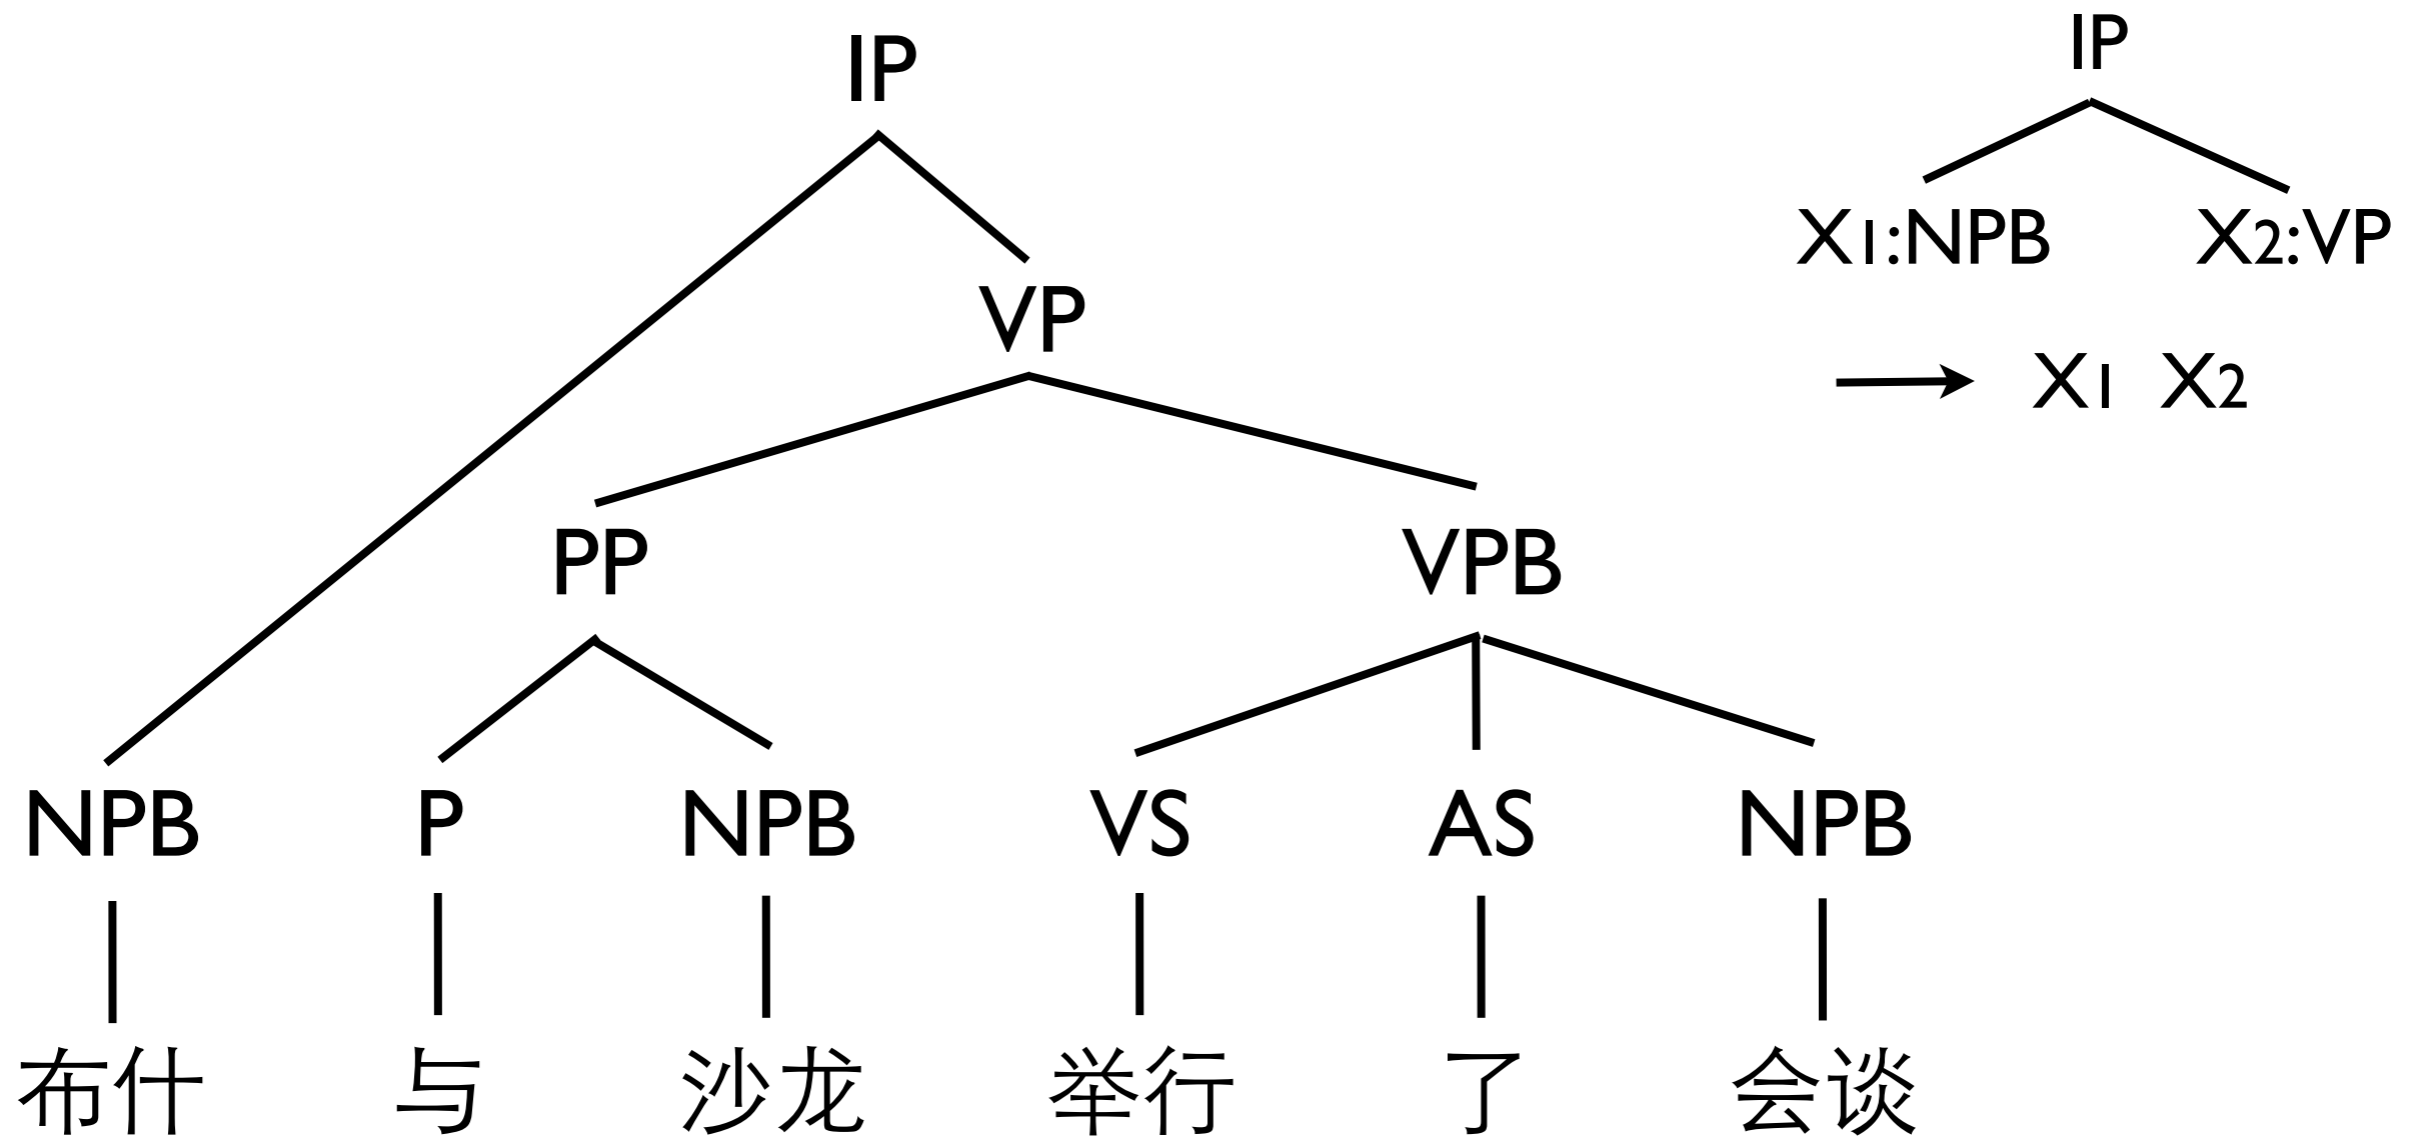 IP
IP
X1:NPB X2:VP
VP
→ X1 X2
PP VPB
NPB P NPB VS AS NPB
布什 与 沙龙 举行 了 会谈